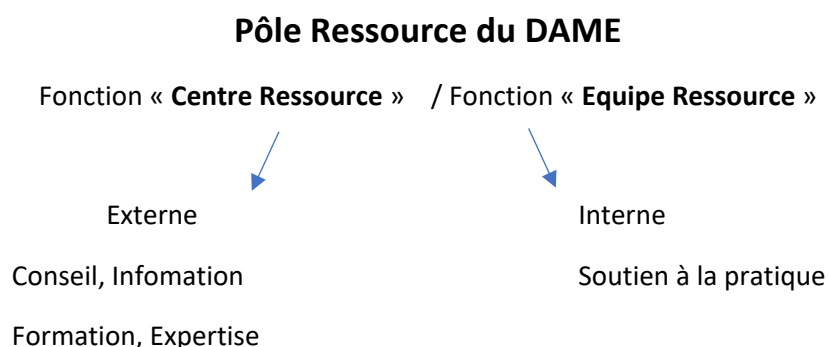 Pôle Ressource du DAME
Fonction « Centre Ressource » / Fonction « Equipe Ressource »
Externe Interne
Conseil, Infomation Soutien à la pratique
Formation, Expertise